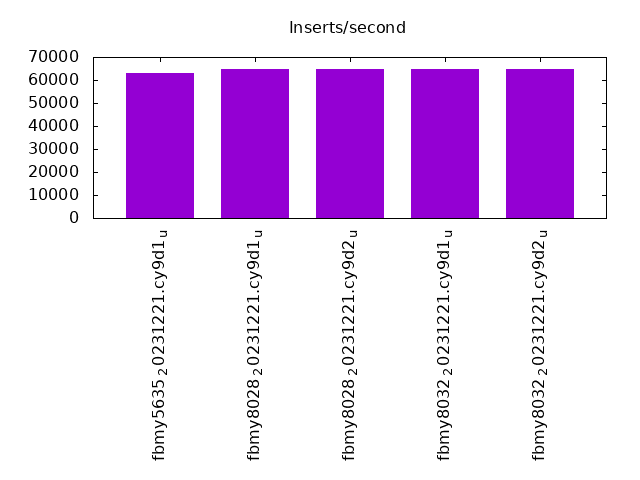 Inserts/second
70000
60000
50000
40000
30000
20000
10000
0
fbmy5635₂0231221.cy9d1ᵤ
fbmy8028₂0231221.cy9d1ᵤ
fbmy8028₂0231221.cy9d2ᵤ
fbmy8032₂0231221.cy9d1ᵤ
fbmy8032₂0231221.cy9d2ᵤ